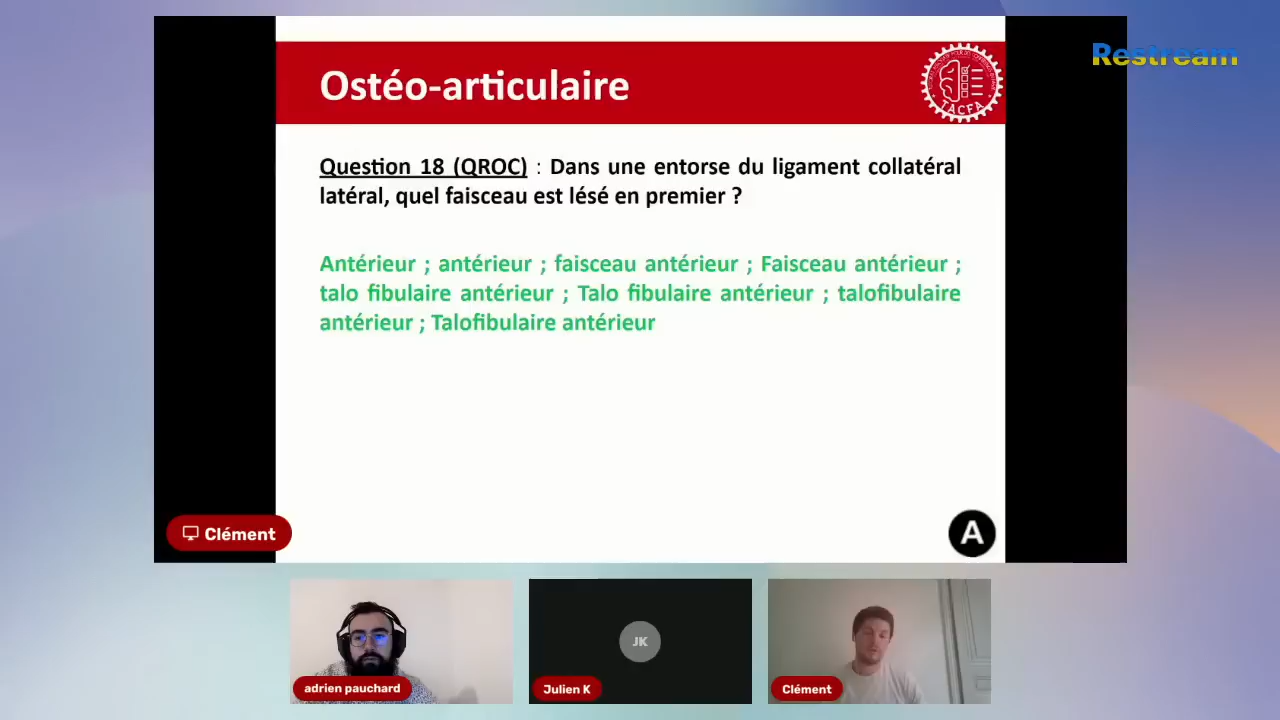 Restream
Ostéo-articulaire
TACFA
Question 18 (QROC) : Dans une entorse du ligament collatéral
latéral, quel faisceau est lésé en premier ?
Antérieur ; antérieur ; faisceau antérieur ; Faisceau antérieur ;
talo fibulaire antérieur ; Talo fibulaire antérieur ; talofibulaire
antérieur ; Talofibulaire antérieur
Clément
A
JK
adrien pauchard
Julien K
Clément